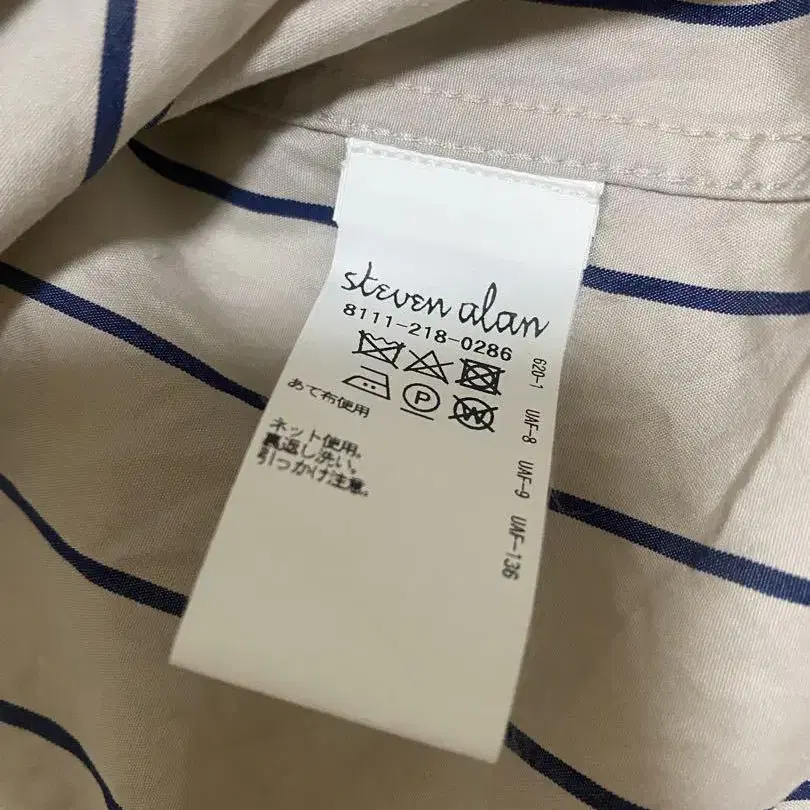 steven alan
8111-218-0286
P W
あて布使用
ネット使用。
裏返し洗い。
引っかけ注意。
620-1 UAF-8 UAF-9 UAF-136